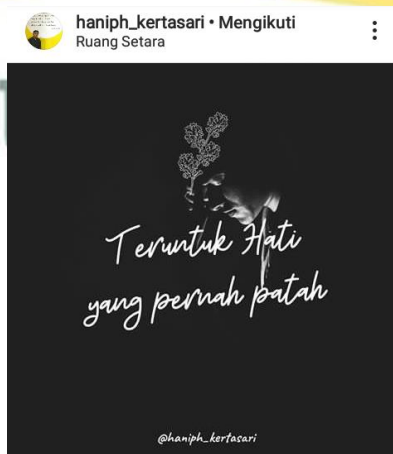 haniph_kertasari • Mengikuti
Ruang Setara
Teruntuk Hati
yang pernah patah
@haniph_kertasari